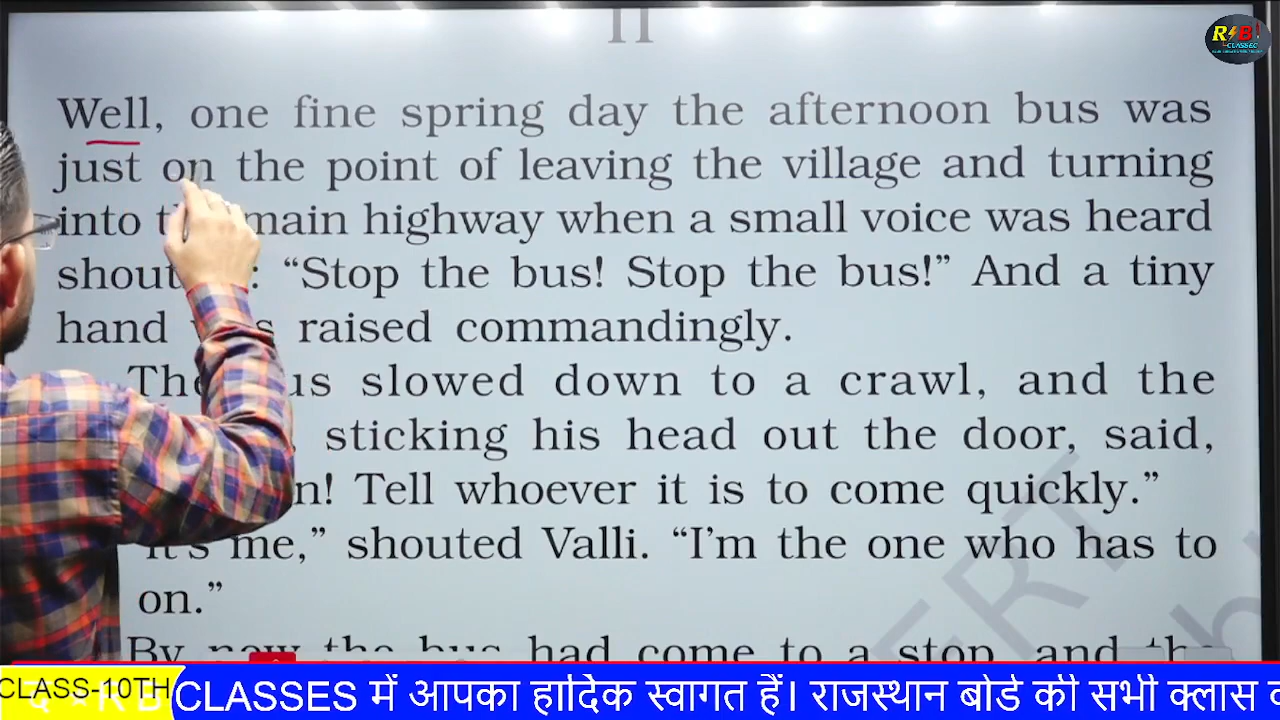 II
Well, one fine spring day the afternoon bus was
just on the point of leaving the village and turning
into main highway when a small voice was heard
: “Stop the bus! Stop the bus!” And a tiny
hand raised commandingly.
slowed down to a crawl, and the
sticking his head out the door, said,
Tell whoever it is to come quickly.”
“It’s me,” shouted Valli. “I’m the one who has to
on.”
By now the bus had come to a stop, and
R B!
CLASSEC
CLASS-10TH
R B CLASSES में आपका हार्दिक स्वागत हैं। राजस्थान बोर्ड की सभी क्लास